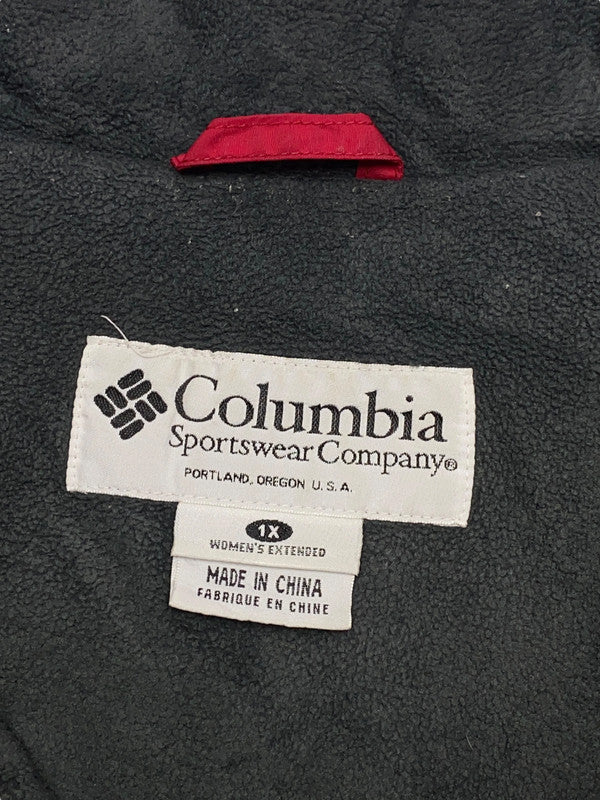 Columbia
Sportswear Company®
PORTLAND, OREGON U.S.A.
1X
WOMEN'S EXTENDED
MADE IN CHINA
FABRIQUE EN CHINE